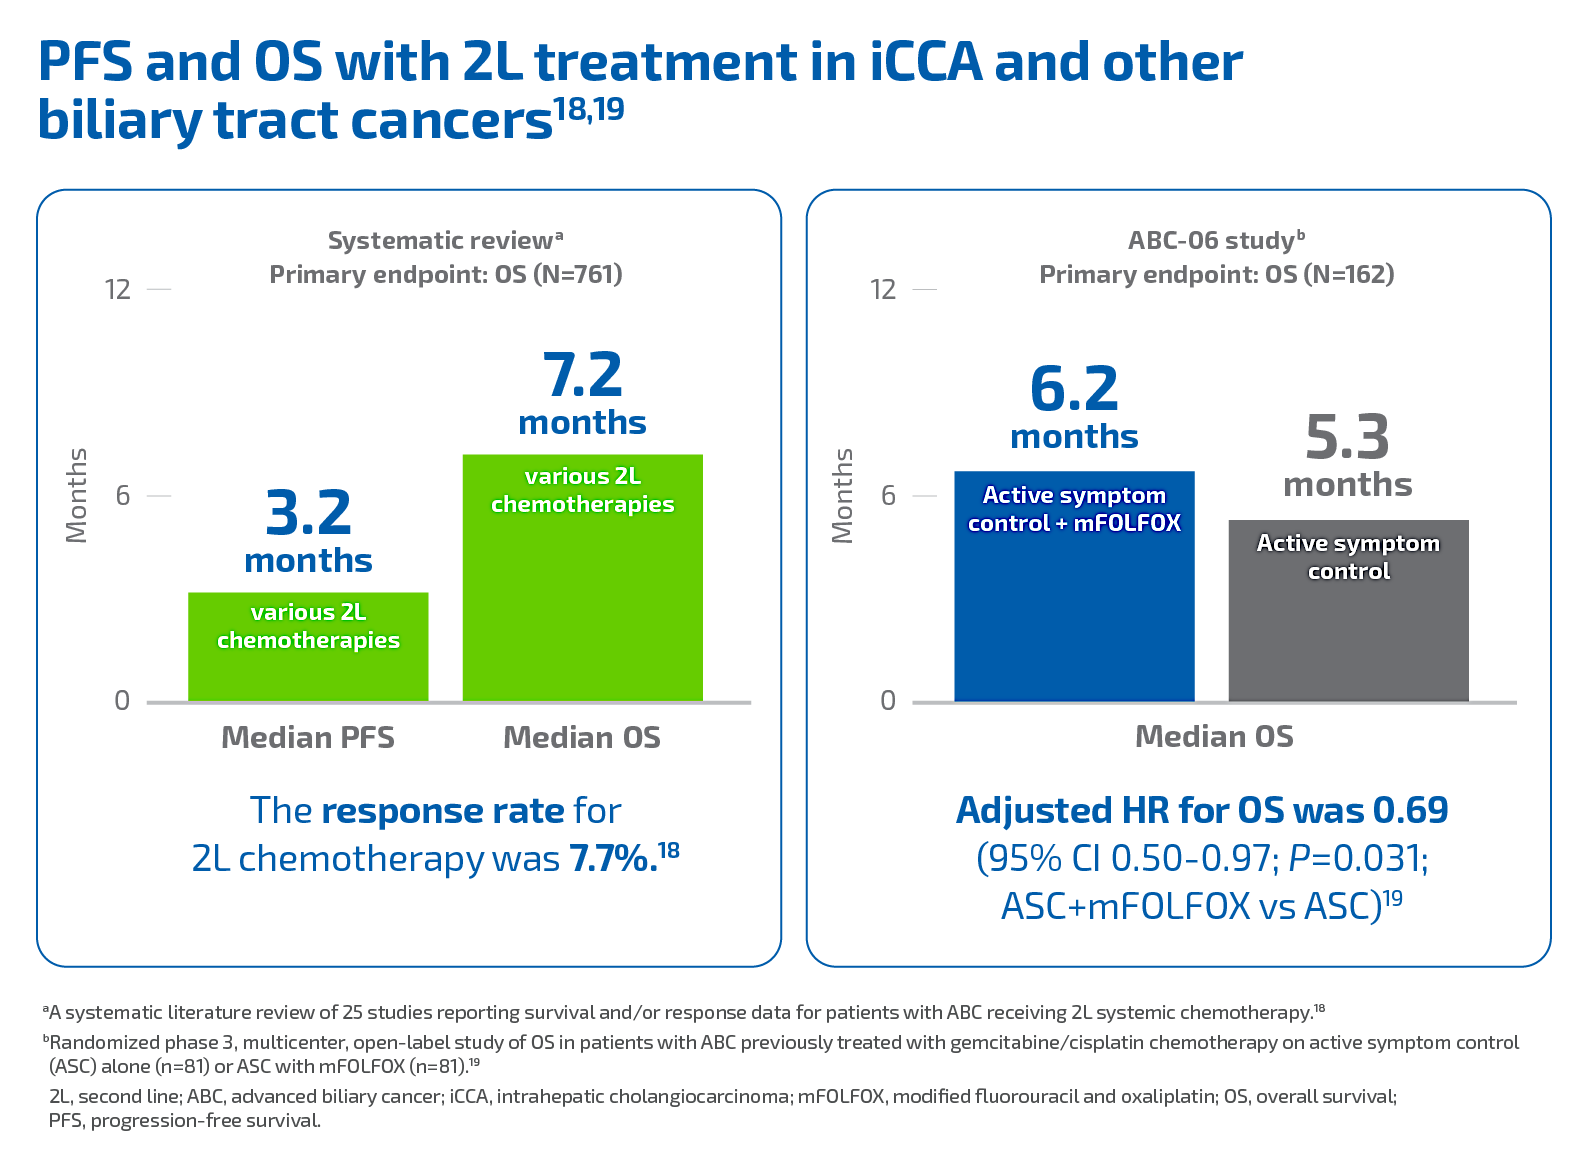 PFS and OS with 2L treatment in iCCA and other
biliary tract cancers18,19
Systematic reviewa
Primary endpoint: OS (N=761)
12
6
0
Months
3.2
months
various 2L
chemotherapies
7.2
months
various 2L
chemotherapies
Median PFS
Median OS
The response rate for
2L chemotherapy was 7.7%.18
ABC-06 studyb
Primary endpoint: OS (N=162)
12
6
0
Months
6.2
months
Active symptom
control + mFOLFOX
5.3
months
Active symptom
control
Median OS
Adjusted HR for OS was 0.69
(95% CI 0.50-0.97; P=0.031;
ASC+mFOLFOX vs ASC)19
aA systematic literature review of 25 studies reporting survival and/or response data for patients with ABC receiving 2L systemic chemotherapy.18
bRandomized phase 3, multicenter, open-label study of OS in patients with ABC previously treated with gemcitabine/cisplatin chemotherapy on active symptom control
(ASC) alone (n=81) or ASC with mFOLFOX (n=81).19
2L, second line; ABC, advanced biliary cancer; iCCA, intrahepatic cholangiocarcinoma; mFOLFOX, modified fluorouracil and oxaliplatin; OS, overall survival;
PFS, progression-free survival.